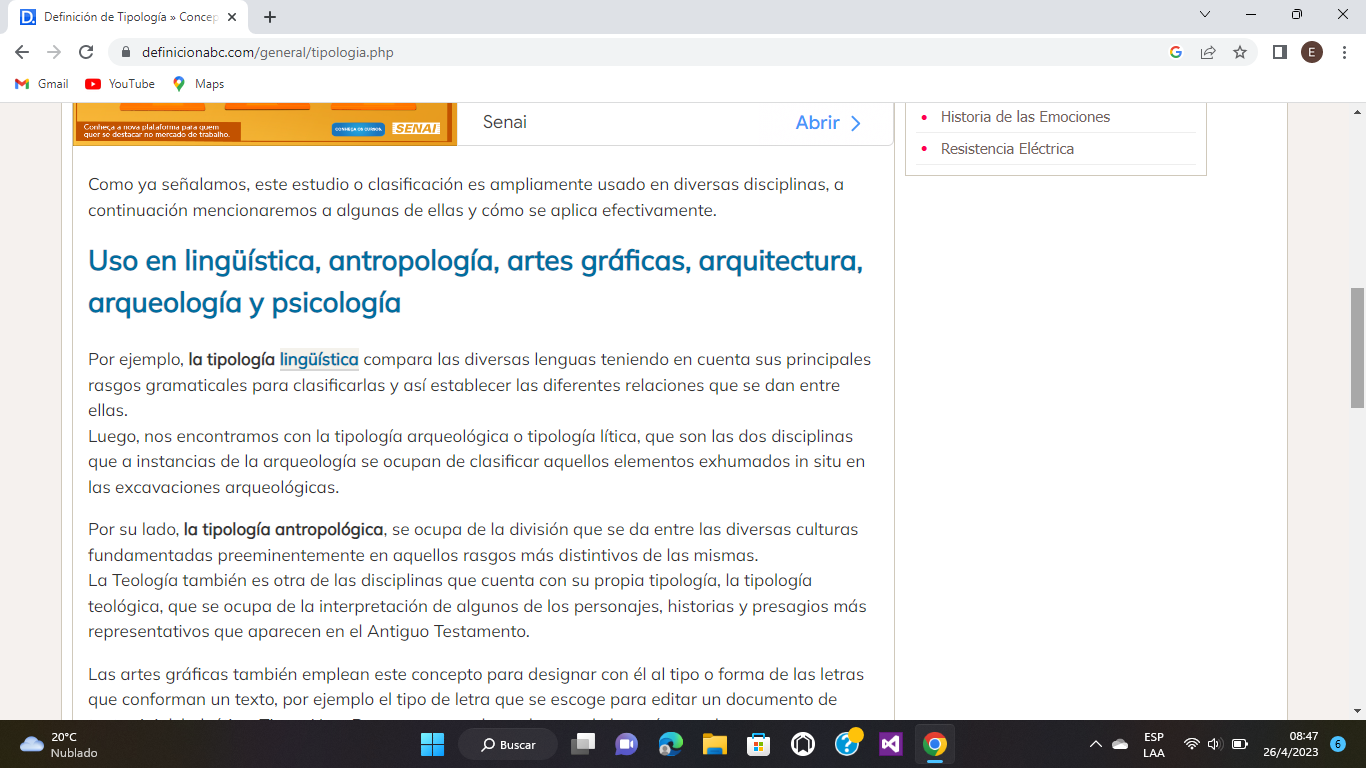 Definición de Tipología » Concep
definicionabc.com/general/tipologia.php
E
Gmail
YouTube
Maps
Conheça a nova plataforma para quem
quer se destacar no mercado de trabalho.
CONHEÇA OS CURSOS
SENAI
Senai
Abrir
Historia de las Emociones
Resistencia Eléctrica
Como ya señalamos, este estudio o clasificación es ampliamente usado en diversas disciplinas, a
continuación mencionaremos a algunas de ellas y cómo se aplica efectivamente.
Uso en lingüística, antropología, artes gráficas, arquitectura,
arqueología y psicología
Por ejemplo, la tipología lingüística compara las diversas lenguas teniendo en cuenta sus principales
rasgos gramaticales para clasificarlas y así establecer las diferentes relaciones que se dan entre
ellas.
Luego, nos encontramos con la tipología arqueológica o tipología lítica, que son las dos disciplinas
que a instancias de la arqueología se ocupan de clasificar aquellos elementos exhumados in situ en
las excavaciones arqueológicas.
Por su lado, la tipología antropológica, se ocupa de la división que se da entre las diversas culturas
fundamentadas preeminentemente en aquellos rasgos más distintivos de las mismas.
La Teología también es otra de las disciplinas que cuenta con su propia tipología, la tipología
teológica, que se ocupa de la interpretación de algunos de los personajes, historias y presagios más
representativos que aparecen en el Antiguo Testamento.
Las artes gráficas también emplean este concepto para designar con él al tipo o forma de las letras
que conforman un texto, por ejemplo el tipo de letra que se escoge para editar un documento de
20°C
Nublado
Buscar
ESP
LAA
08:47
26/4/2023
6